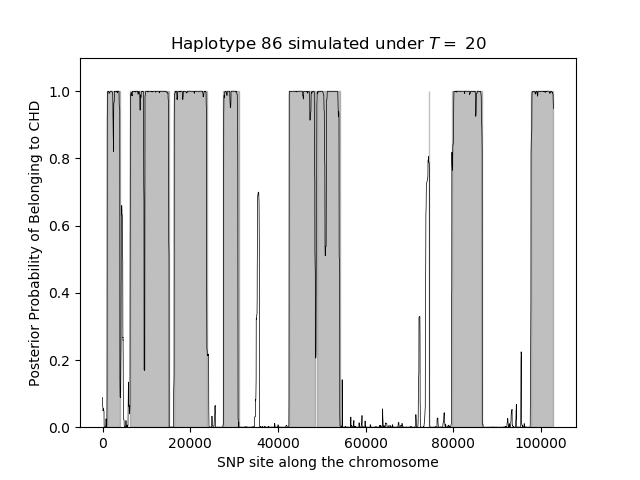 Haplotype 86 simulated under T = 20
Posterior Probability of Belonging to CHD
1.0
0.8
0.6
0.4
0.2
0.0
0 20000 40000 60000 80000 100000
SNP site along the chromosome